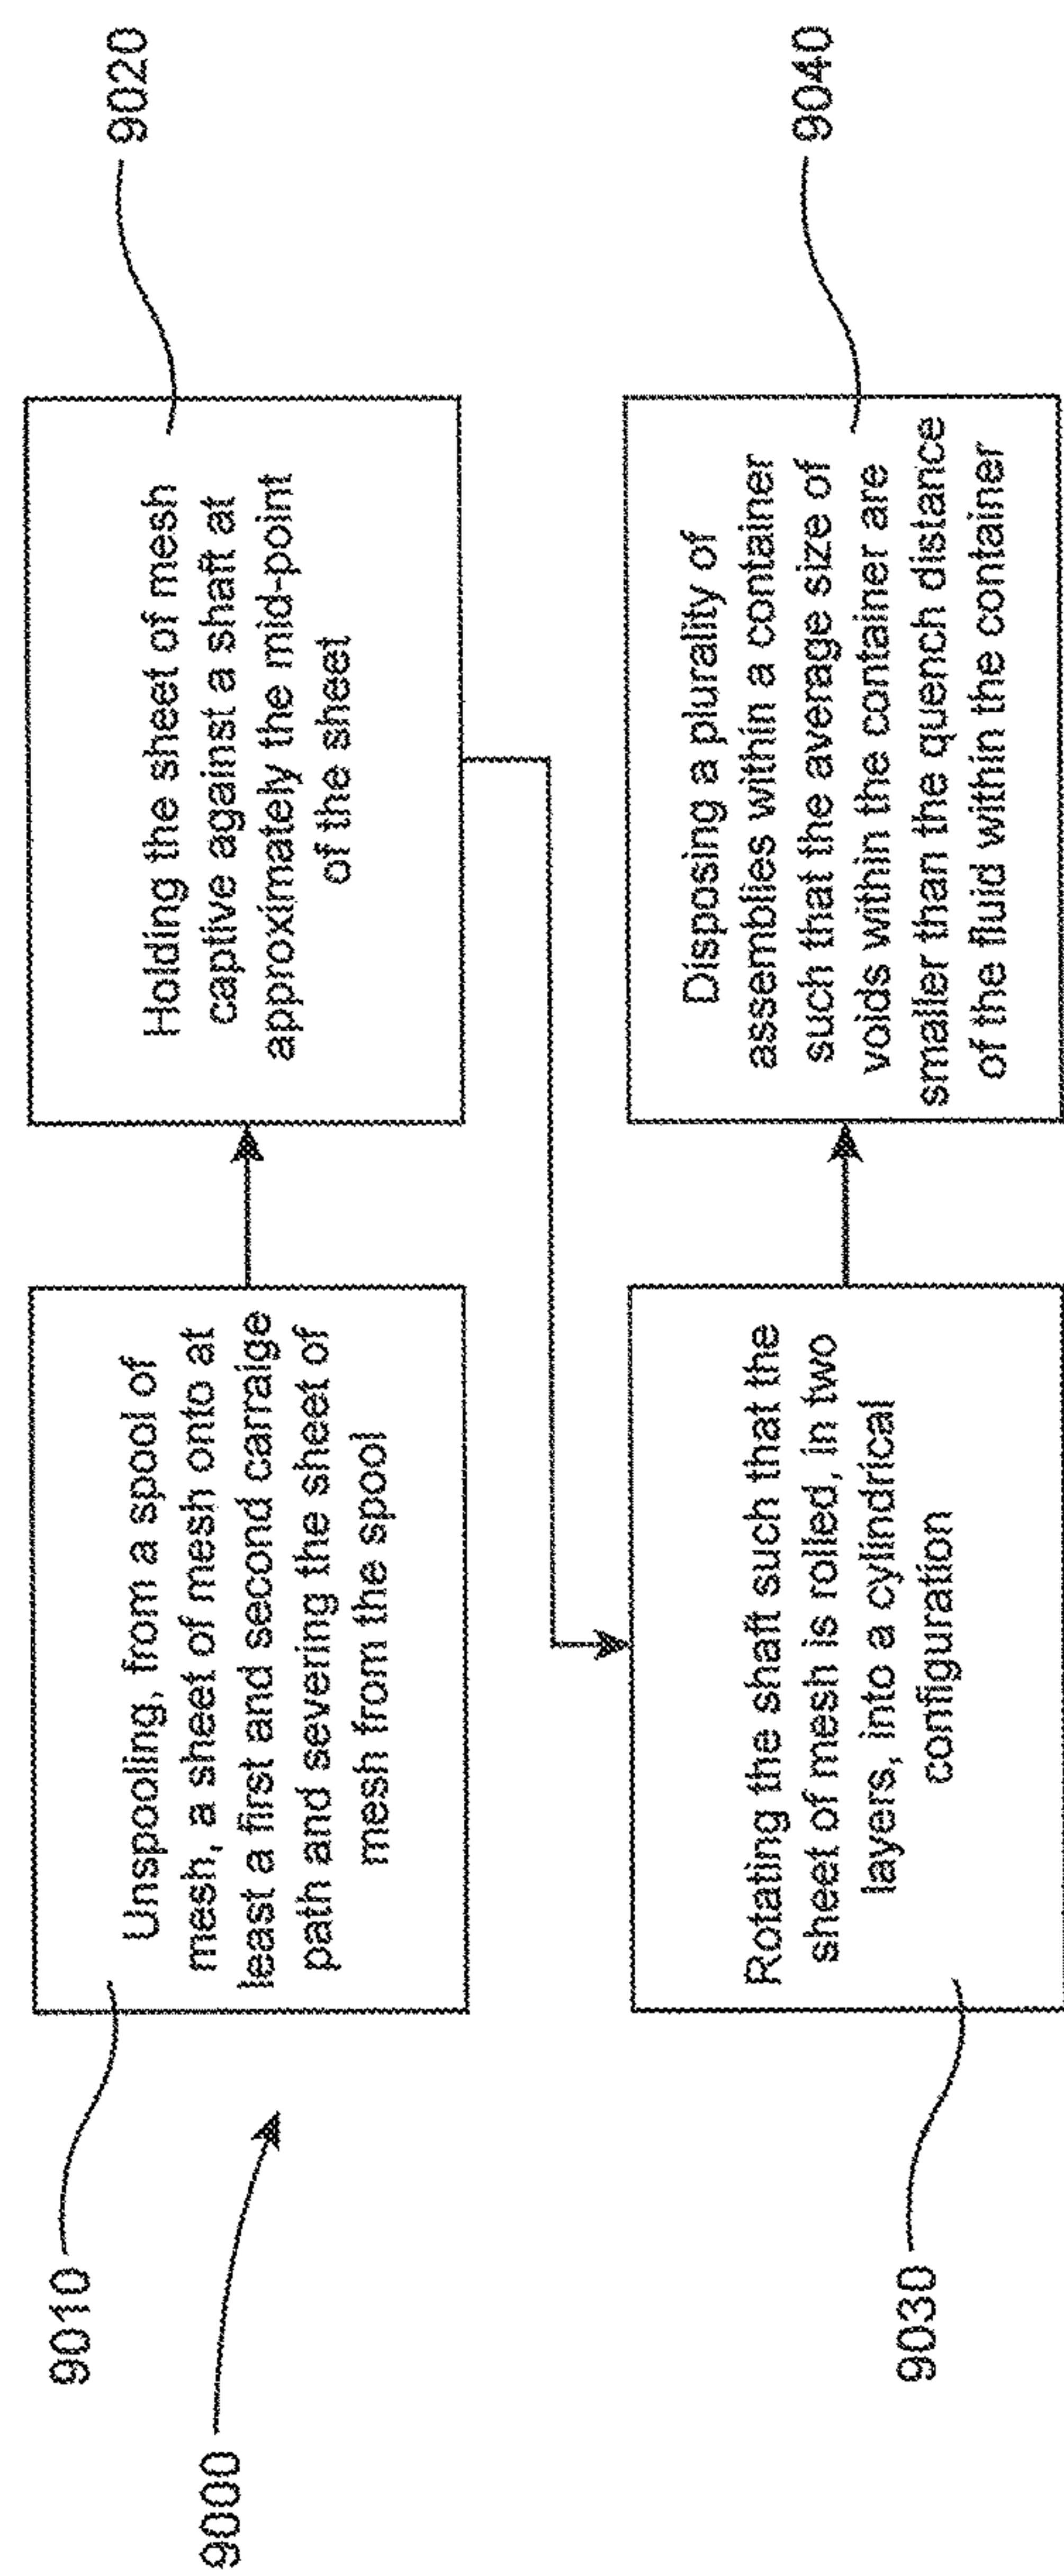 9010
Unspooling, from a spool of
mesh, a sheet of mesh onto at
least a first and second carraige
path and severing the sheet of
mesh from the spool
9020
Holding the sheet of mesh
captive against a shaft at
approximately the mid-point
of the sheet
9000
9030
Rotating the shaft such that the
sheet of mesh is rolled, in two
layers, into a cylindrical
configuration
9040
Disposing a plurality of
assemblies within a container
such that the average size of
voids within the container are
smaller than the quench distance
of the fluid within the container